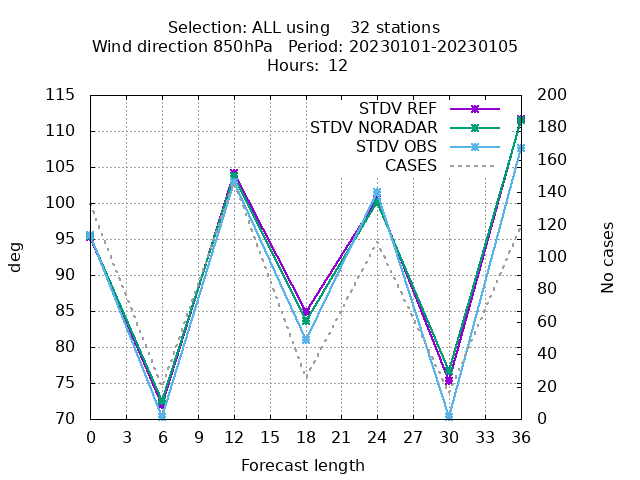 Selection: ALL using    32 stations
Wind direction 850hPa   Period: 20230101-20230105
Hours: 12
STDV REF
STDV NORADAR
STDV OBS
CASES
115
110
105
100
95
90
85
80
75
70
deg
200
180
160
140
120
100
80
60
40
20
0
No cases
0 3 6 9 12 15 18 21 24 27 30 33 36
Forecast length